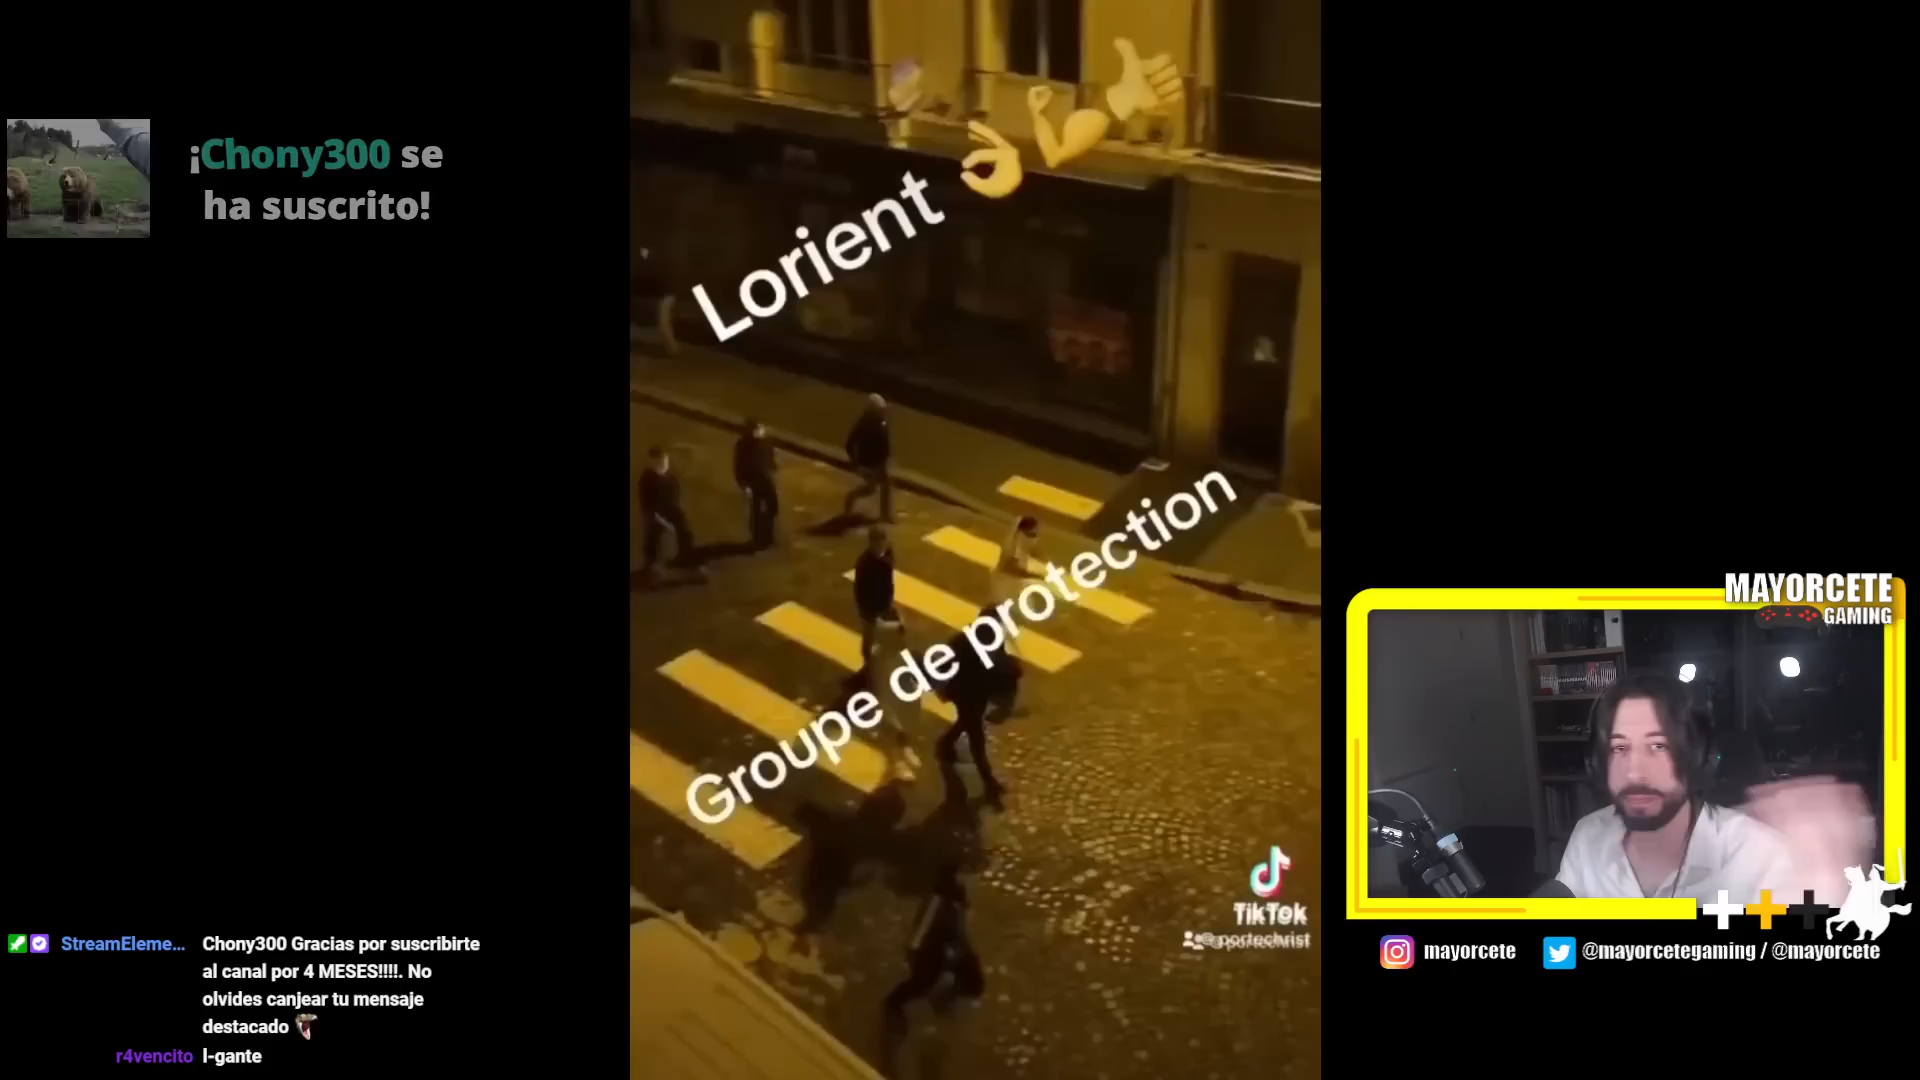 ¡Chony300 se
ha suscrito!
Lorient
Groupe de protection
TikTok
@portechrist
MAYORCETE
GAMING
mayorcete
@mayorcetegaming / @mayorcete
StreamEleme... Chony300 Gracias por suscribirte
al canal por 4 MESES!!!!. No
olvides canjear tu mensaje
destacado
r4vencito l-gante